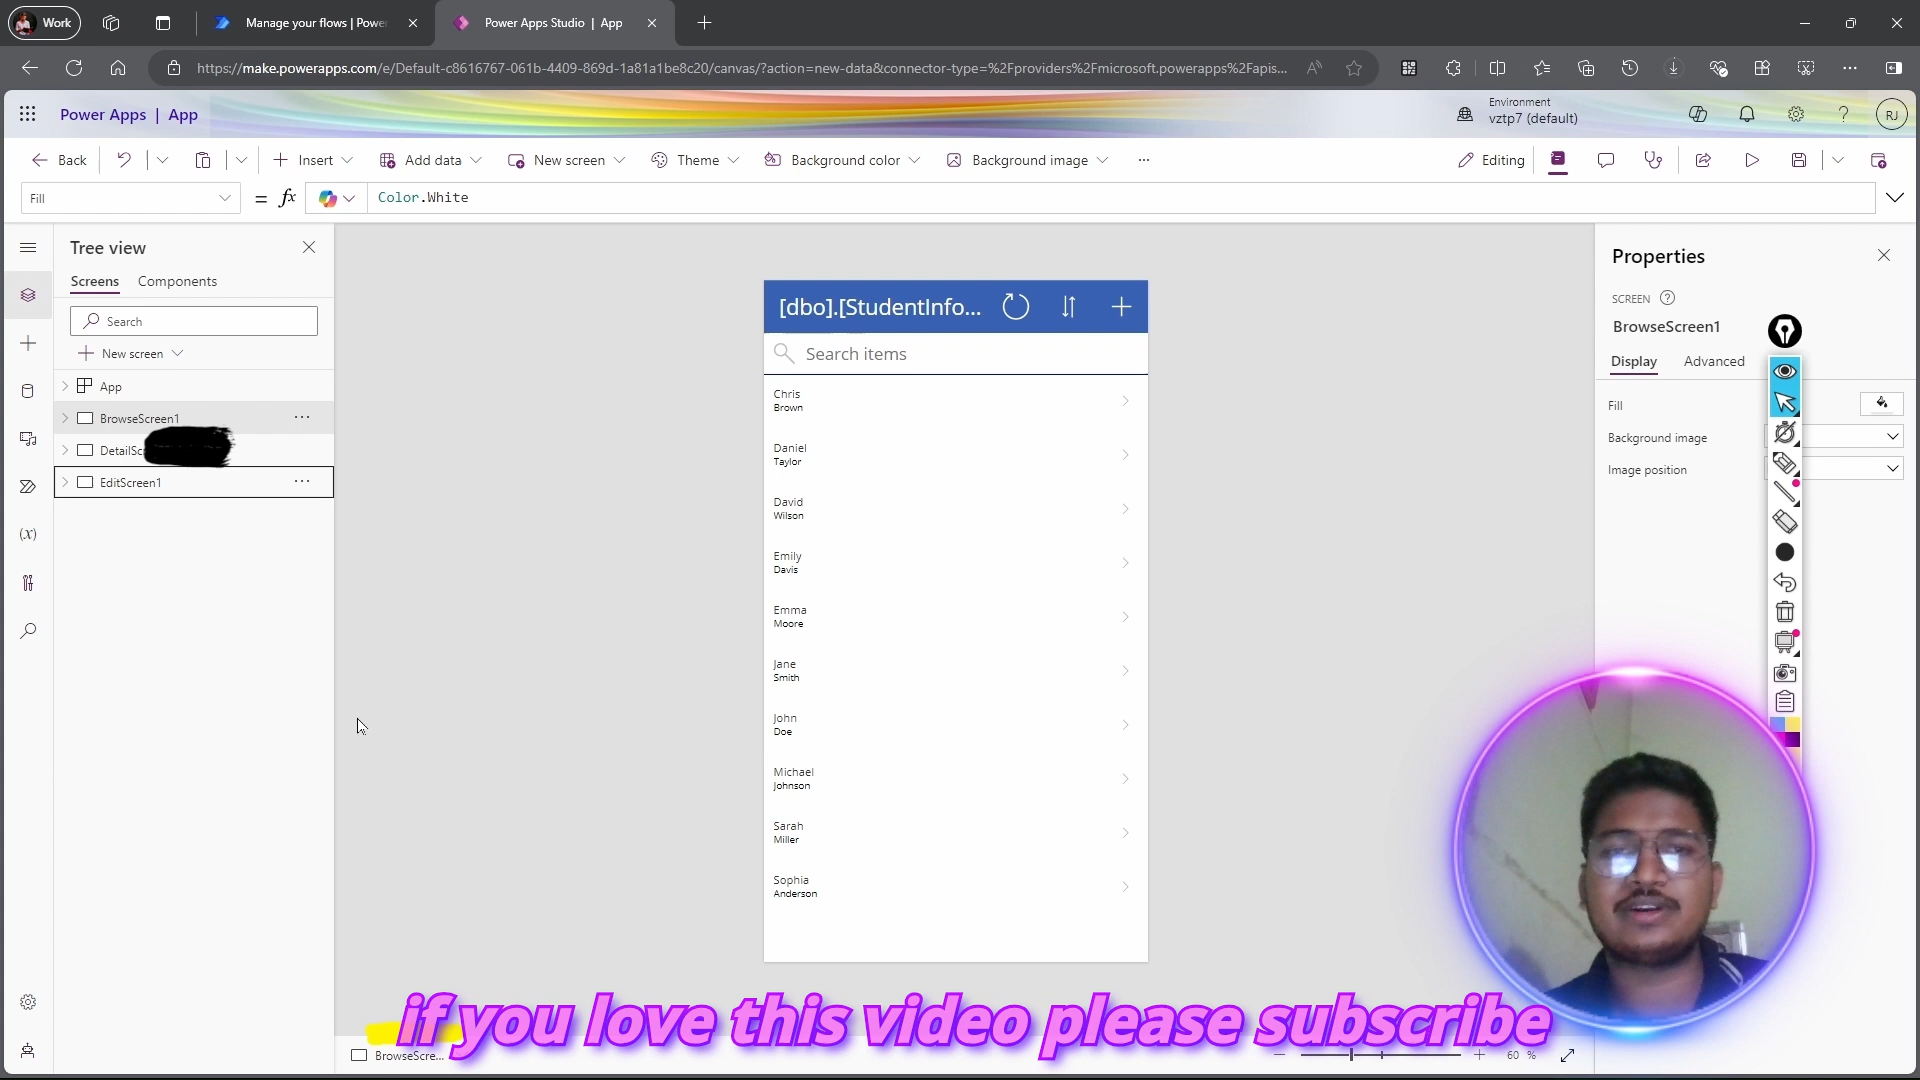 Work
Manage your flows | Powe
Power Apps Studio | App
https://make.powerapps.com/e/Default-c8616767-061b-4409-869d-1a81a1be8c20/canvas/?action=new-data&connector-type=%2Fproviders%2Fmicrosoft.powerapps%2Fapis...
Power Apps | App
Environment
vztp7 (default)
RJ
Back
Insert
Add data
New screen
Theme
Background color
Background image
...
Editing
Fill
= fx
Color.White
Tree view
Screens
Components
Search
New screen
App
BrowseScreen1
DetailSc
EditScreen1
(x)
[dbo].[StudentInfo...
Search items
Chris
Brown
Daniel
Taylor
David
Wilson
Emily
Davis
Emma
Moore
Jane
Smith
John
Doe
Michael
Johnson
Sarah
Miller
Sophia
Anderson
Properties
SCREEN
BrowseScreen1
Display
Advanced
Fill
Background image
Image position
if you love this video please subscribe
BrowseScre...
60 %